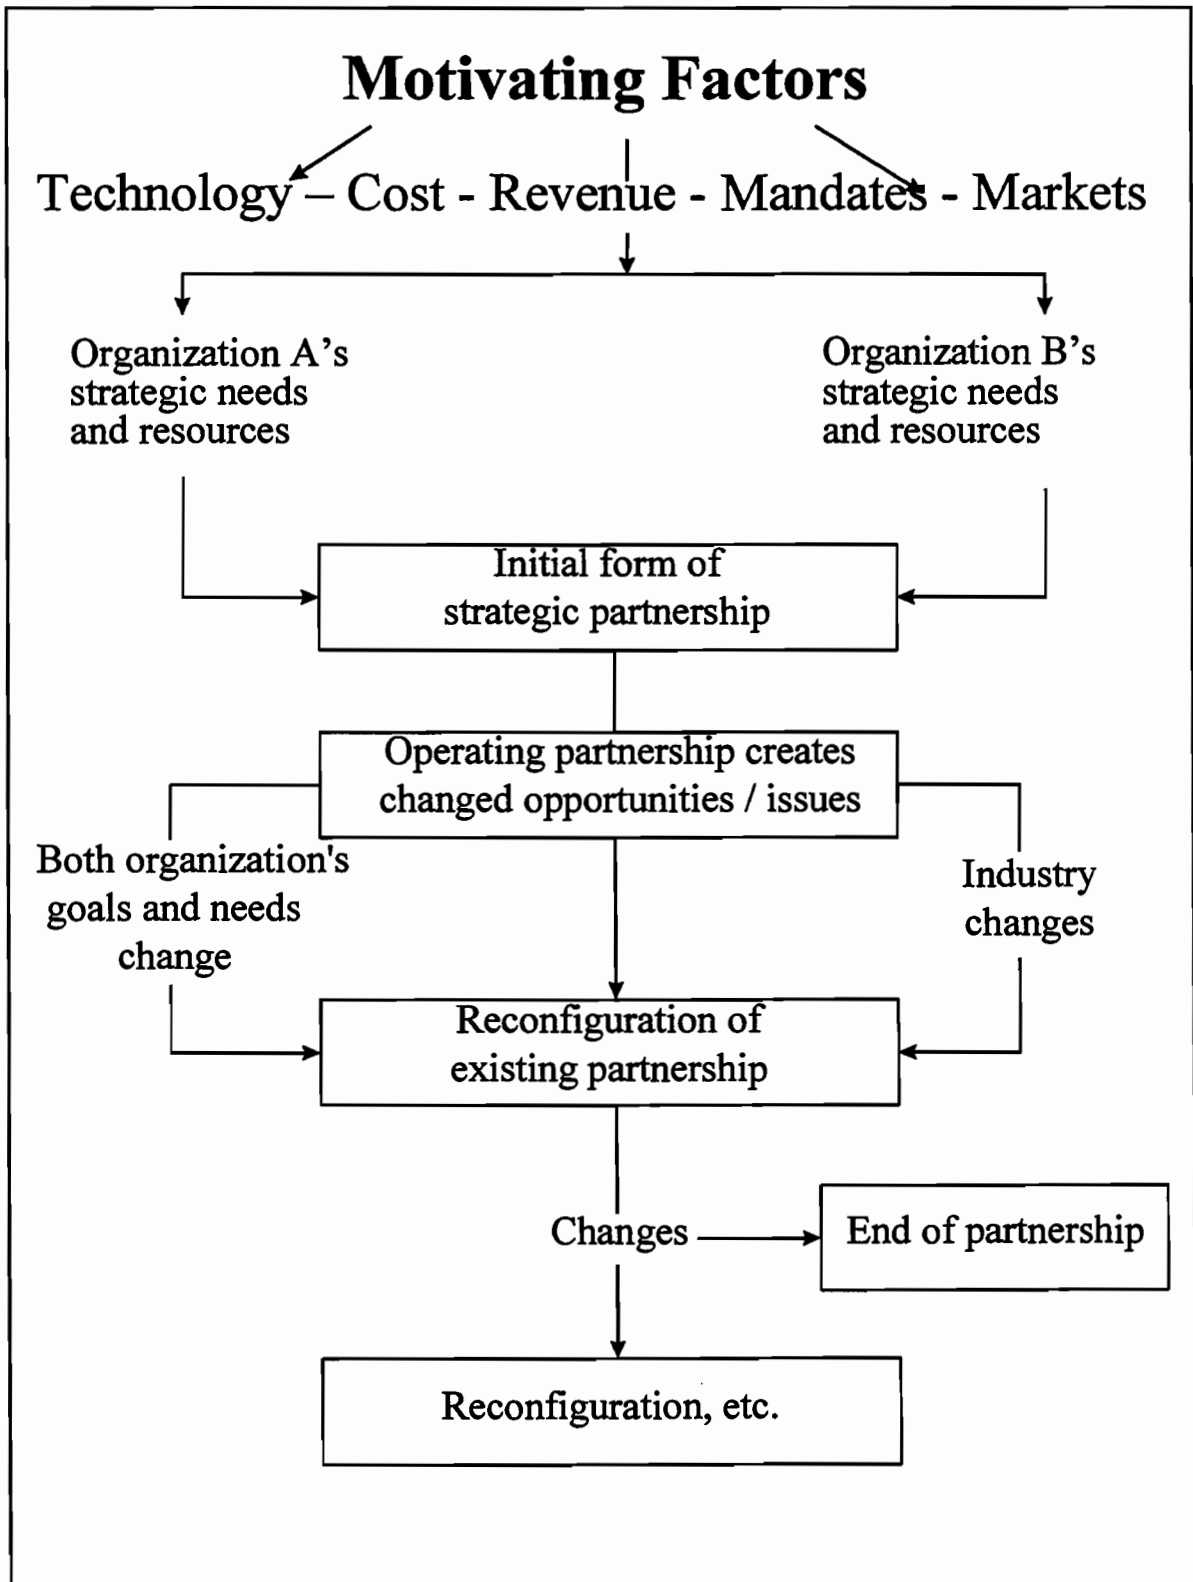 Motivating Factors
Technology – Cost - Revenue - Mandates - Markets
Organization A's
strategic needs
and resources
Organization B's
strategic needs
and resources
Initial form of
strategic partnership
Operating partnership creates
changed opportunities / issues
Both organization's
goals and needs
change
Industry
changes
Reconfiguration of
existing partnership
Changes
End of partnership
Reconfiguration, etc.